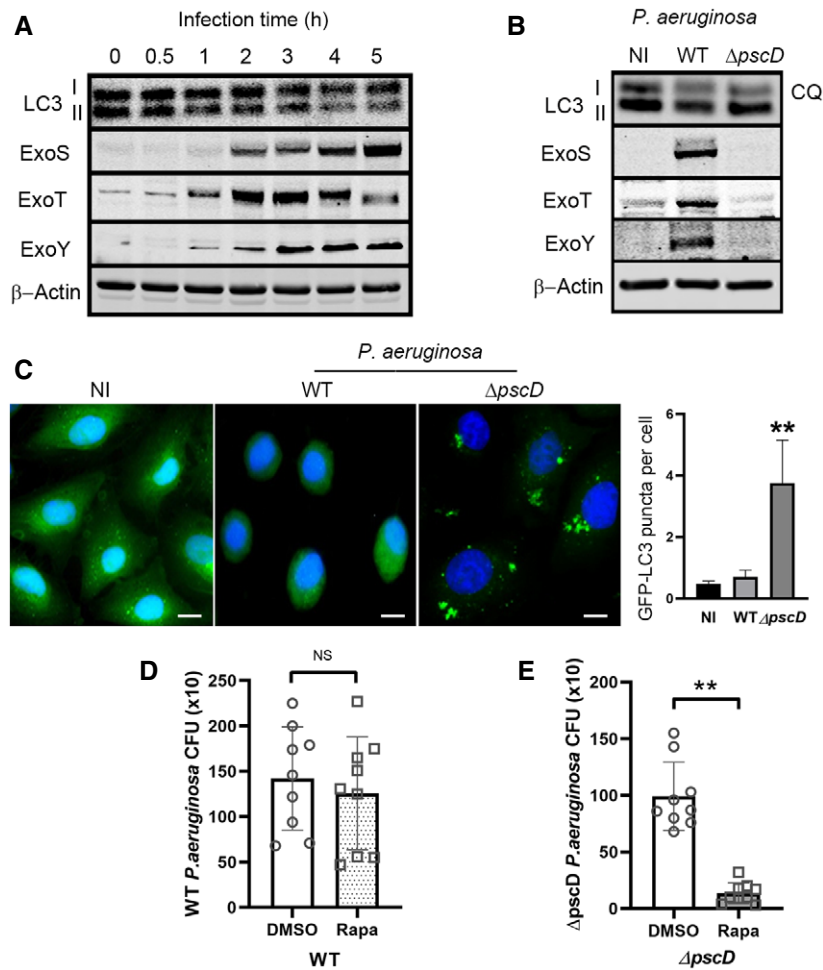 A
Infection time (h)
0 0.5 1 2 3 4 5
LC3 I
II
ExoS
ExoT
ExoY
β–Actin
B
P. aeruginosa
NI WT ΔpscD
LC3 I
II
CQ
ExoS
ExoT
ExoY
β–Actin
C
P. aeruginosa
NI WT ΔpscD
GFP-LC3 puncta per cell
6
4
2
0
**
NI WT ΔpscD
D
WT P.aeruginosa CFU (x10)
250
200
150
100
50
0
NS
DMSO Rapa
WT
E
ΔpscD P.aeruginosa CFU (x10)
200
150
100
50
0
**
DMSO Rapa
ΔpscD